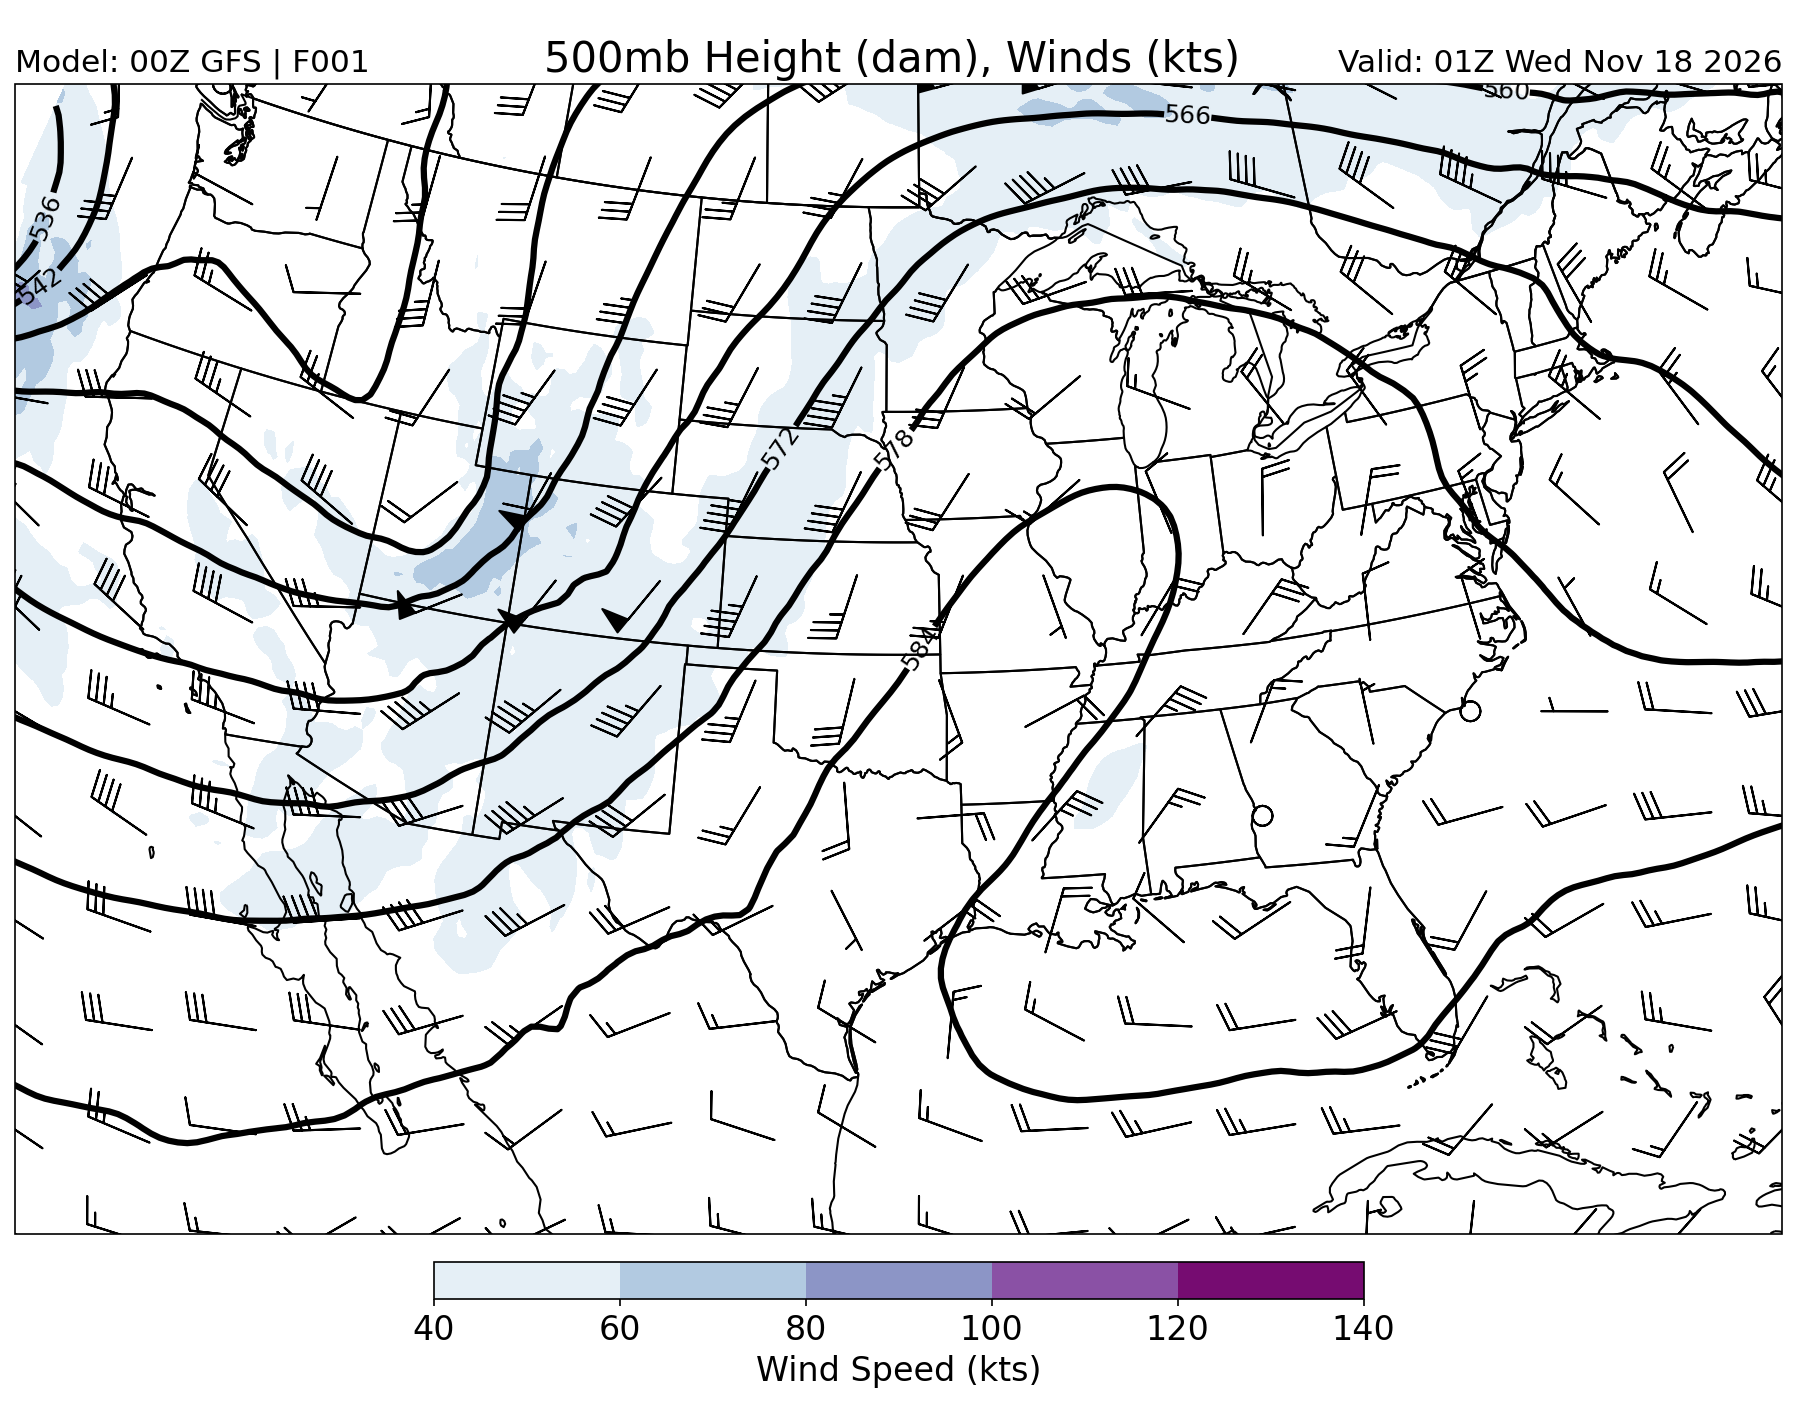 Model: 00Z GFS | F001
500mb Height (dam), Winds (kts)
Valid: 01Z Wed Nov 18 2026
560
566
536
542
572
578
584
40 60 80 100 120 140
Wind Speed (kts)